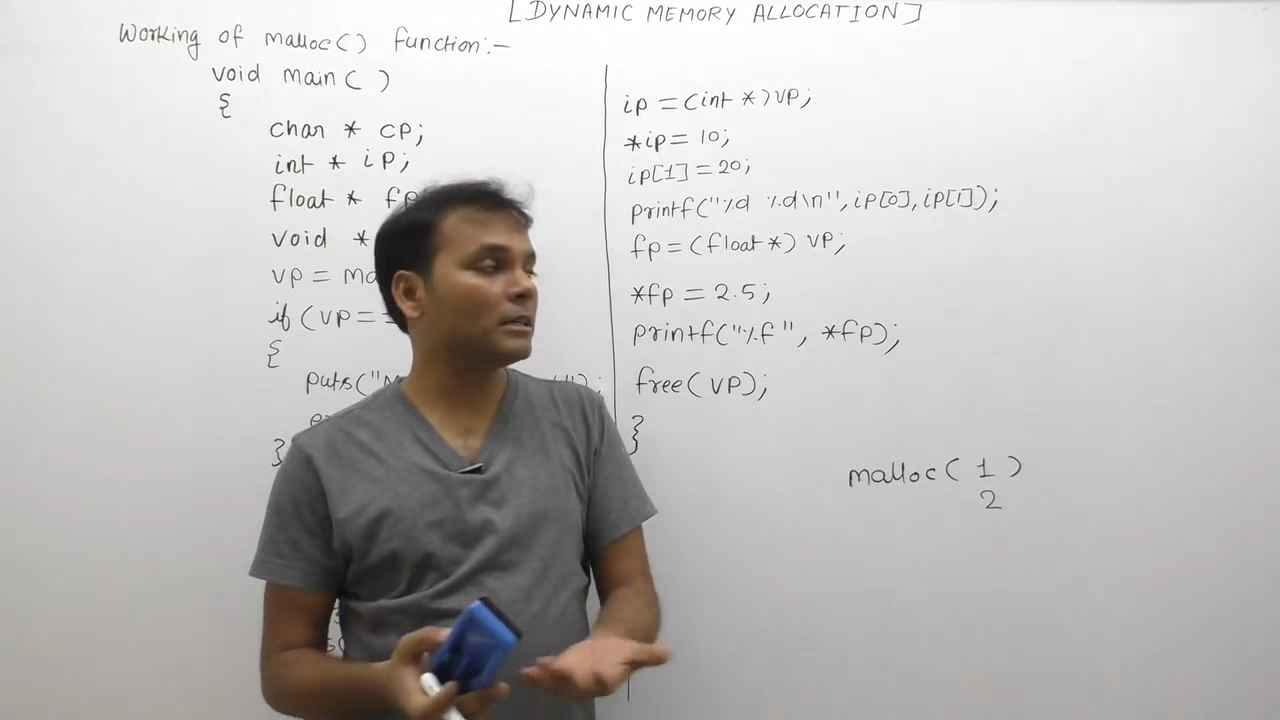 [DYNAMIC MEMORY ALLOCATION]
Working of malloc() function:-
void main( )
{
char * cp;
int * ip;
float * fp
void *
vp = ma
if (vp ==
{
puts("M ");
}
ip = (int *) vp;
*ip = 10;
ip[1] = 20;
printf("%d %d\n", ip[0], ip[1]);
fp = (float*) vp;
*fp = 2.5;
printf("%f", *fp);
free(vp);
}
malloc( 1 )
2